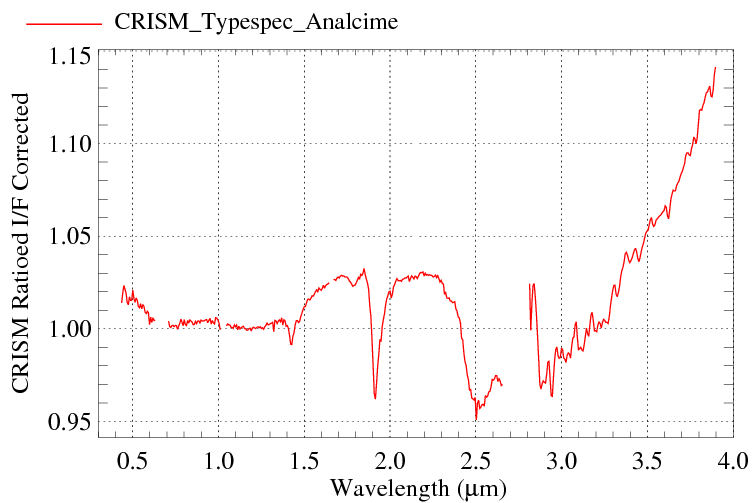 CRISM_Typespec_Analcime
1.15
1.10
1.05
1.00
0.95
CRISM Ratioed I/F Corrected
0.5 1.0 1.5 2.0 2.5 3.0 3.5 4.0
Wavelength (μm)